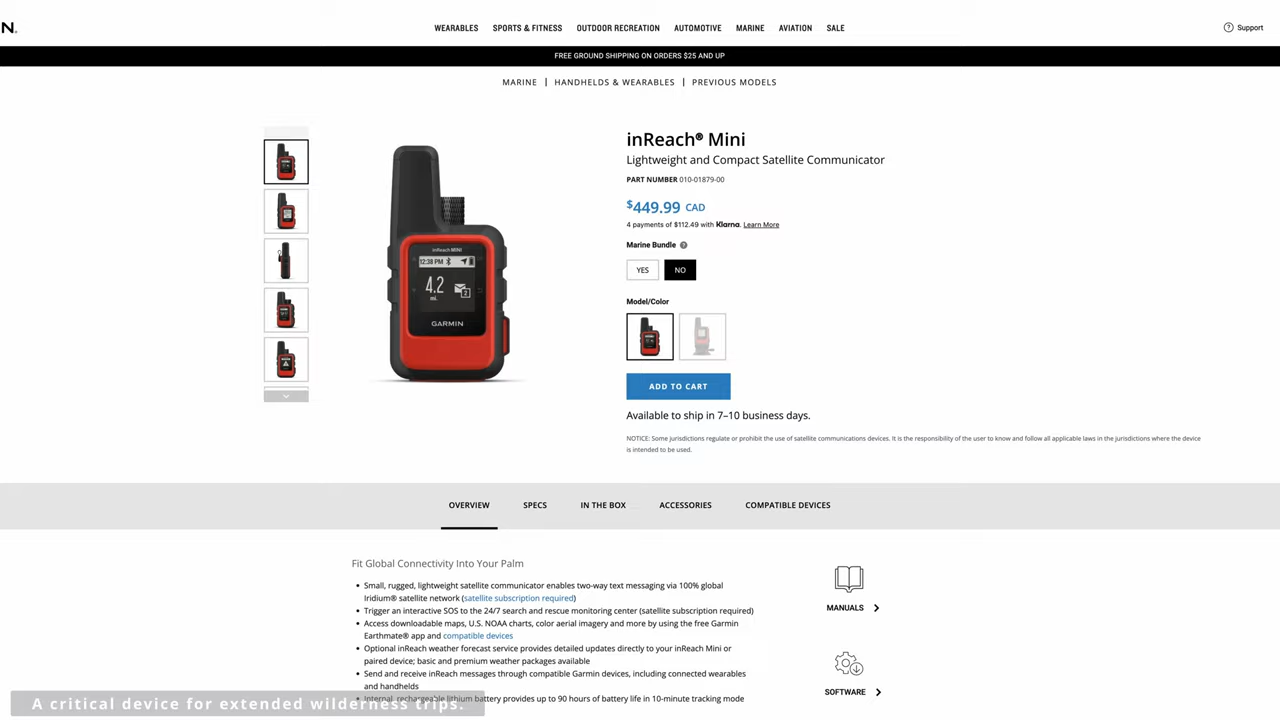 N.
WEARABLES SPORTS & FITNESS OUTDOOR RECREATION AUTOMOTIVE MARINE AVIATION SALE
Support
FREE GROUND SHIPPING ON ORDERS $25 AND UP
MARINE | HANDHELDS & WEARABLES | PREVIOUS MODELS
inReach® Mini
Lightweight and Compact Satellite Communicator
PART NUMBER 010-01879-00
$449.99 CAD
4 payments of $112.49 with Klarna. Learn More
Marine Bundle
YES NO
Model/Color
inReach MINI
12:38 PM
4.2
mi.
2
GARMIN
ADD TO CART
Available to ship in 7–10 business days.
NOTICE: Some jurisdictions regulate or prohibit the use of satellite communications devices. It is the responsibility of the user to know and follow all applicable laws in the jurisdictions where the device
is intended to be used.
OVERVIEW SPECS IN THE BOX ACCESSORIES COMPATIBLE DEVICES
Fit Global Connectivity Into Your Palm
• Small, rugged, lightweight satellite communicator enables two-way text messaging via 100% global
Iridium® satellite network (satellite subscription required)
• Trigger an interactive SOS to the 24/7 search and rescue monitoring center (satellite subscription required)
• Access downloadable maps, U.S. NOAA charts, color aerial imagery and more by using the free Garmin
Earthmate® app and compatible devices
• Optional inReach weather forecast service provides detailed updates directly to your inReach Mini or
paired device; basic and premium weather packages available
• Send and receive inReach messages through compatible Garmin devices, including connected wearables
and handhelds
• Internal, rechargeable lithium battery provides up to 90 hours of battery life in 10-minute tracking mode
MANUALS
SOFTWARE
A critical device for extended wilderness trips.